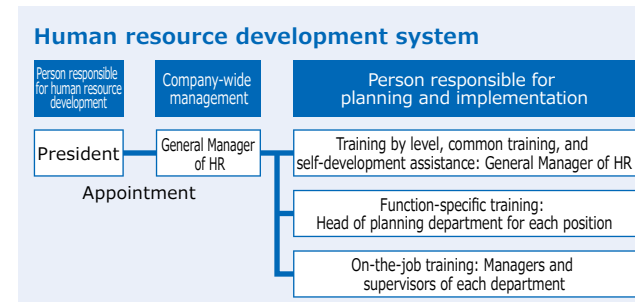 Human resource development system
Person responsible
for human resource
development
Company-wide
management
Person responsible for
planning and implementation
President
General Manager
of HR
Training by level, common training, and
self-development assistance: General Manager of HR
Appointment
Function-specific training:
Head of planning department for each position
On-the-job training: Managers and
supervisors of each department